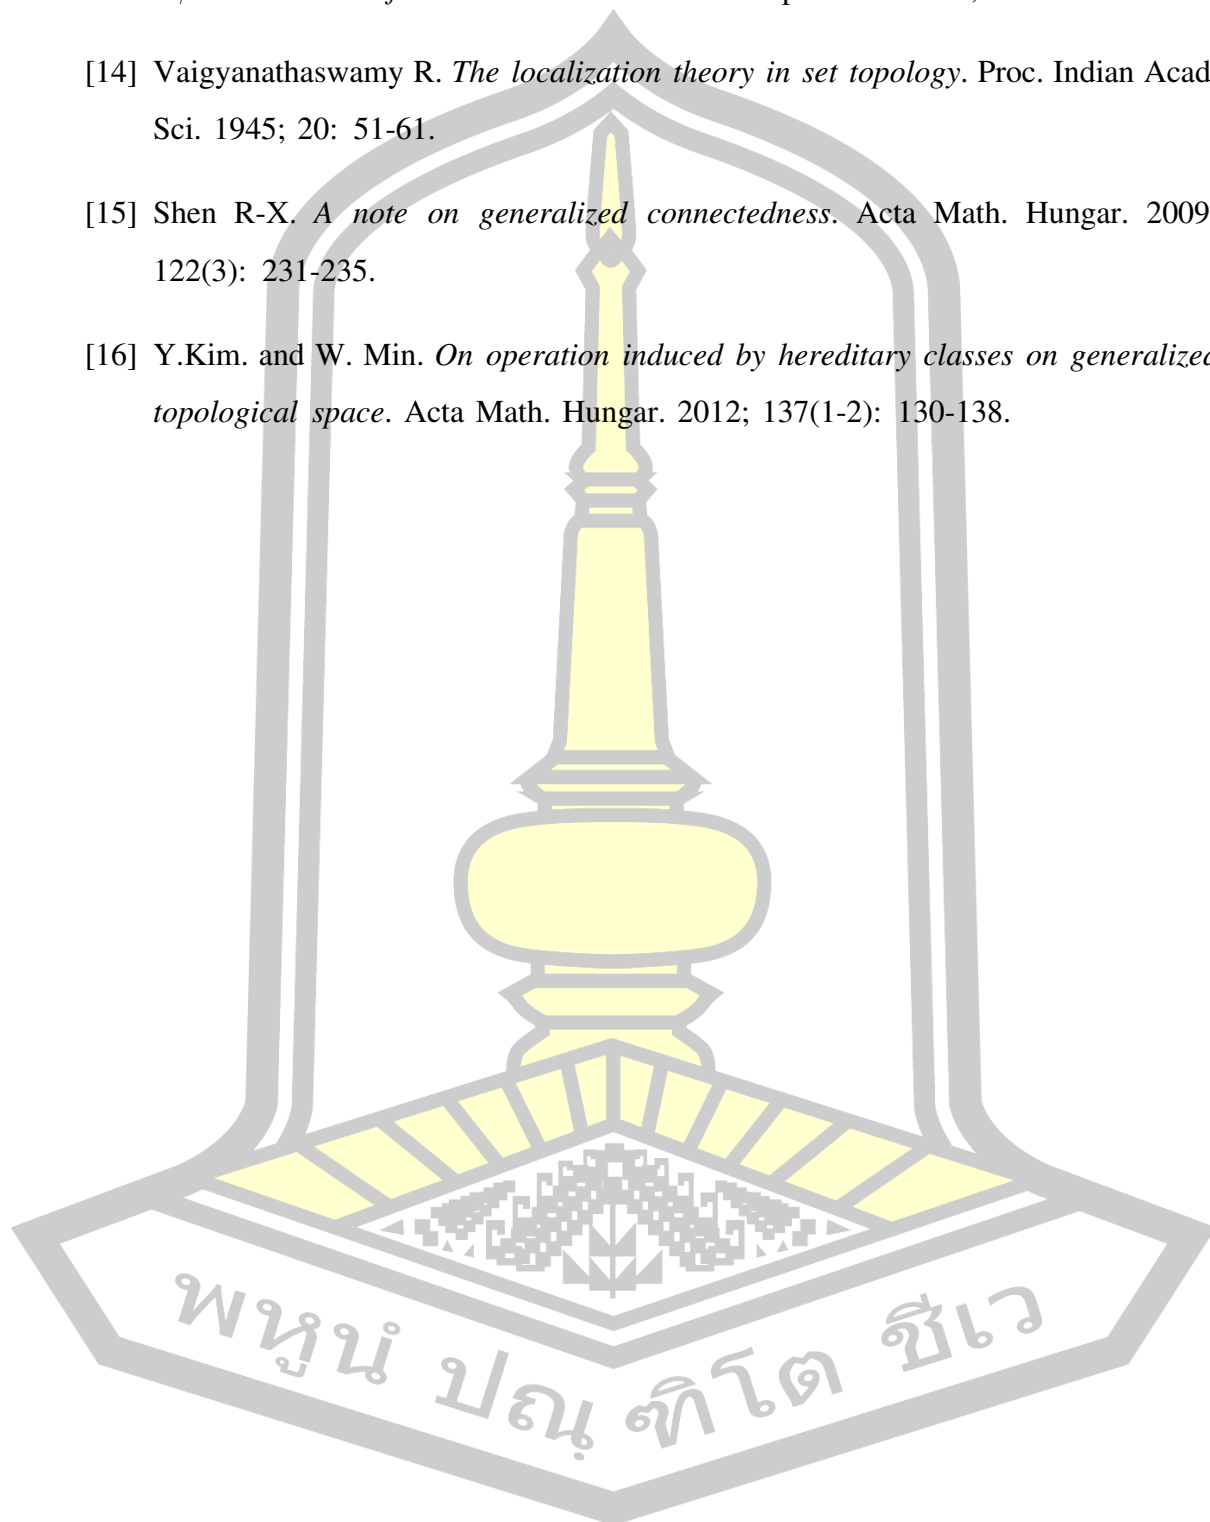 [14] Vaigyanathaswamy R. The localization theory in set topology. Proc. Indian Acad
Sci. 1945; 20: 51-61.
[15] Shen R-X. A note on generalized connectedness. Acta Math. Hungar. 2009
122(3): 231-235.
[16] Y.Kim. and W. Min. On operation induced by hereditary classes on generalized
topological space. Acta Math. Hungar. 2012; 137(1-2): 130-138.
พหูนํ ปณฺฑิโต ชีเว